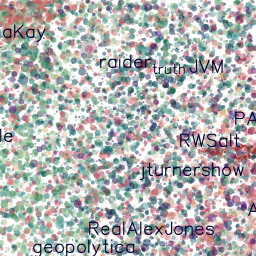 aKay
raider truth JVM
PA
le RWSalt
jturnershow
A
RealAlexJones
geopolytica